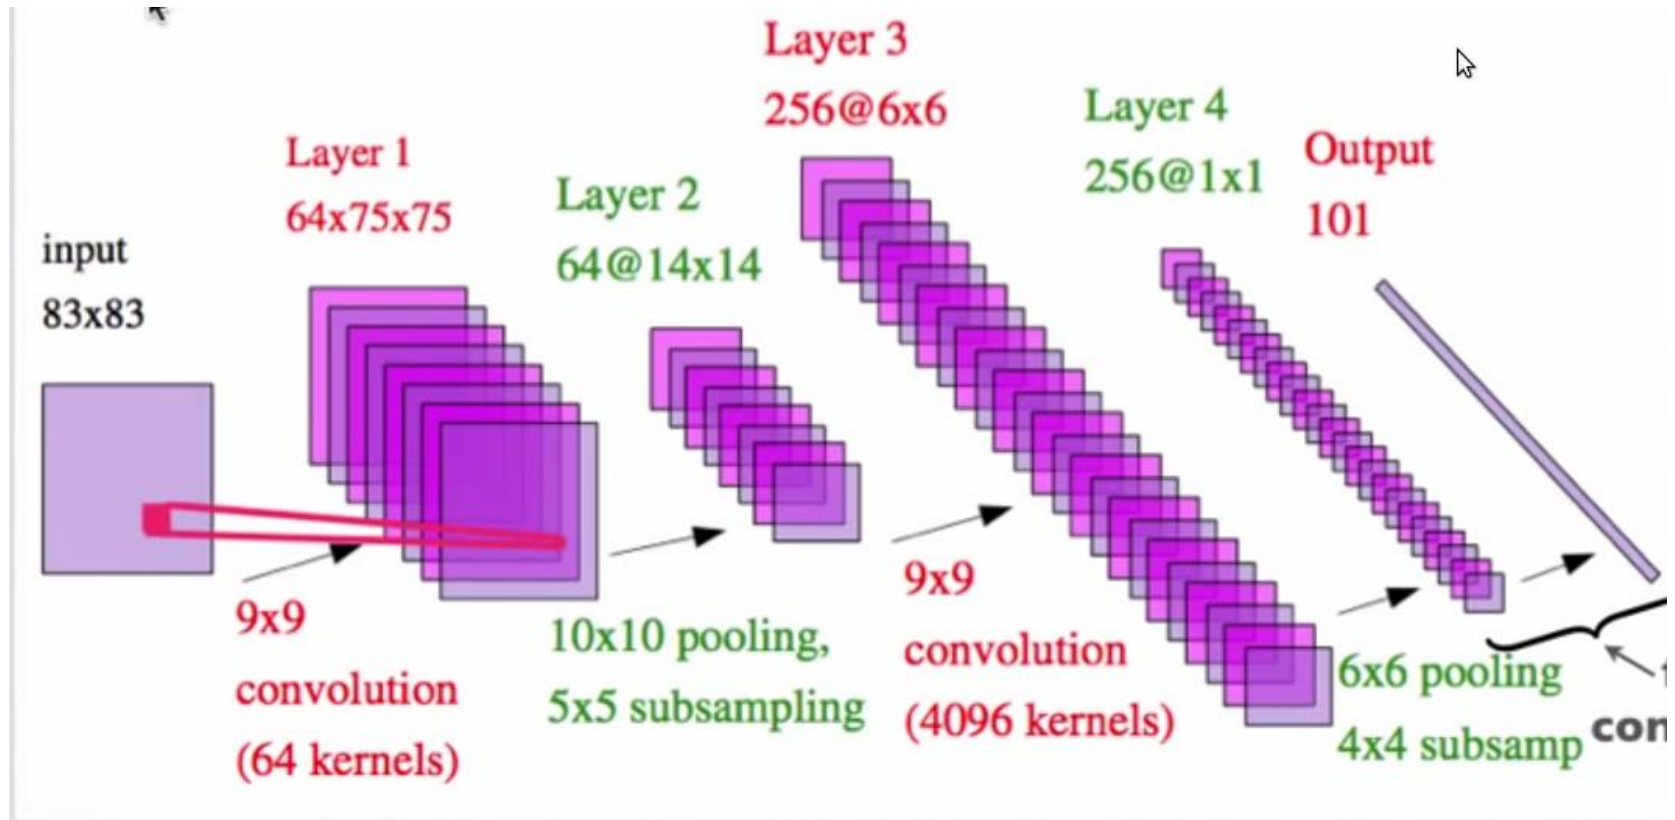 input
83x83
Layer 1
64x75x75
9x9
convolution
(64 kernels)
Layer 2
64@14x14
10x10 pooling,
5x5 subsampling
Layer 3
256@6x6
9x9
convolution
(4096 kernels)
Layer 4
256@1x1
6x6 pooling
4x4 subsamp
Output
101